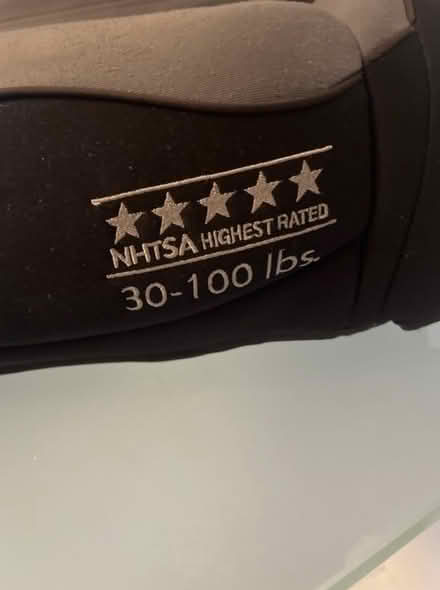 NHTSA HIGHEST RATED
30-100 lbs.